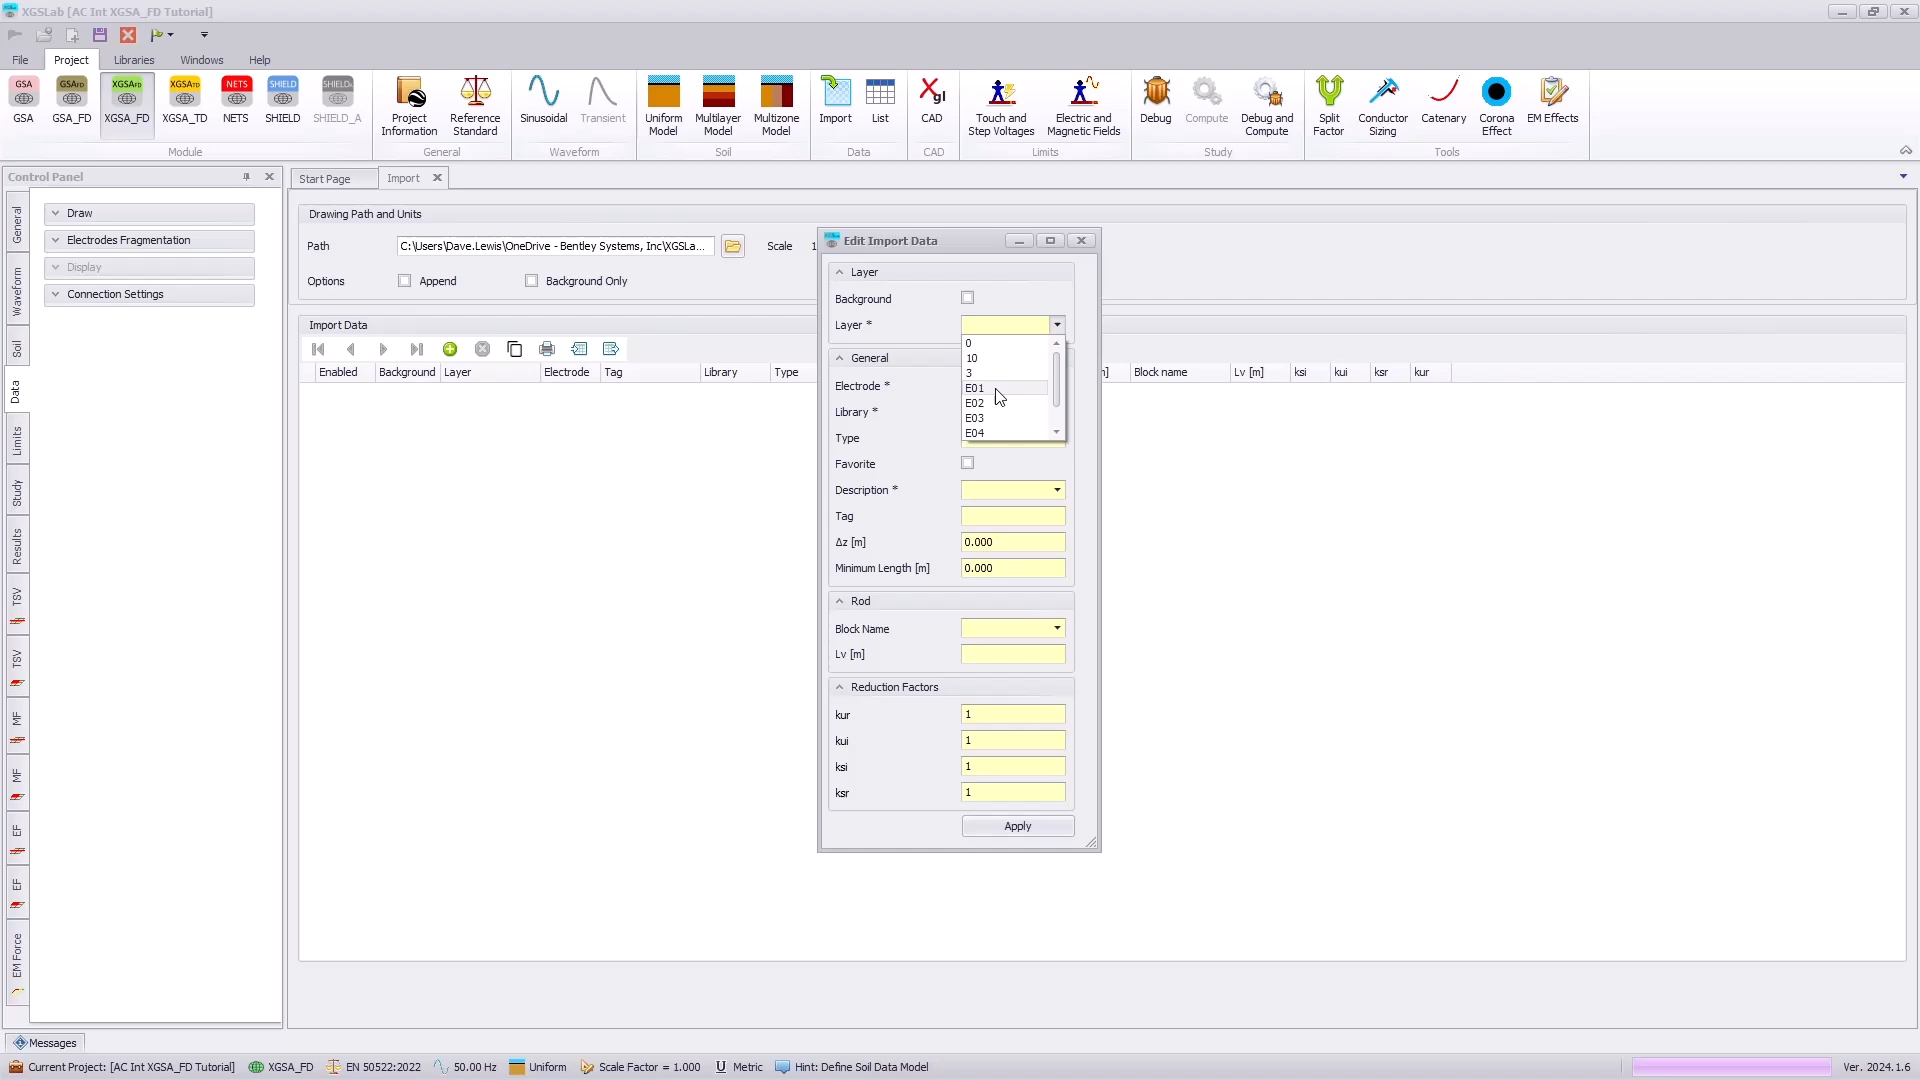 XGSLab [AC Int XGSA_FD Tutorial]
File Project Libraries Windows Help
GSA GSAFD XGSAFD XGSATD NETS SHIELD SHIELDA
GSA GSA_FD XGSA_FD XGSA_TD NETS SHIELD SHIELD_A
Module
Project Information
Reference Standard
General
Sinusoidal Transient
Waveform
Uniform Model
Multilayer Model
Multizone Model
Soil
Import List
Data
Xgl
CAD
CAD
Touch and Step Voltages
Electric and Magnetic Fields
Limits
Debug Compute
Debug and Compute
Study
Split Factor
Conductor Sizing
Catenary
Corona Effect
EM Effects
Tools
Control Panel
Start Page
Import
General
Waveform
Soil
Data
Limits
Study
Results
TSV
TSV
MF
MF
EF
EF
EM Force
Draw
Electrodes Fragmentation
Display
Connection Settings
Drawing Path and Units
Path C:\Users\Dave.Lewis\OneDrive - Bentley Systems, Inc\XGSLa... Scale 1
Options Append Background Only
Import Data
Enabled Background Layer Electrode Tag Library Type
] Block name Lv [m] ksi kui ksr kur
Edit Import Data
Layer
Background
Layer *
0
10
3
E01
E02
E03
E04
General
Electrode *
Library *
Type
Favorite
Description *
Tag
Δz [m] 0.000
Minimum Length [m] 0.000
Rod
Block Name
Lv [m]
Reduction Factors
kur 1
kui 1
ksi 1
ksr 1
Apply
Messages
Current Project: [AC Int XGSA_FD Tutorial] XGSA_FD EN 50522:2022 50.00 Hz Uniform Scale Factor = 1.000 U Metric Hint: Define Soil Data Model Ver. 2024.1.6